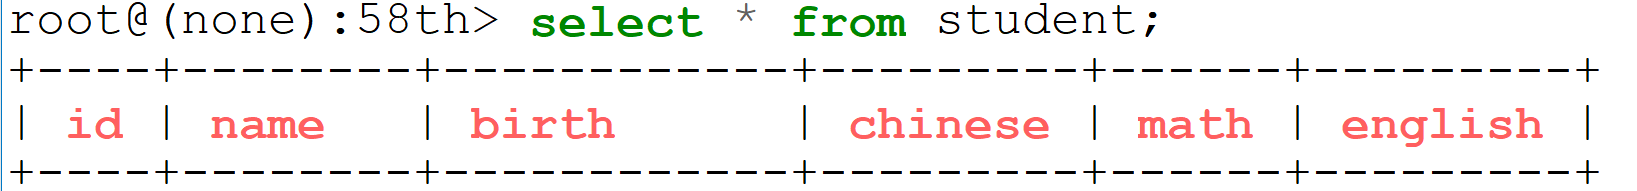 root@(none):58th> select * from student;
+----+--------+------------+---------+------+---------+
| id | name   | birth      | chinese | math | english |
+----+--------+------------+---------+------+---------+